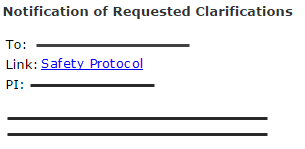 Notification of Requested Clarifications
To:
Link: Safety Protocol
PI: